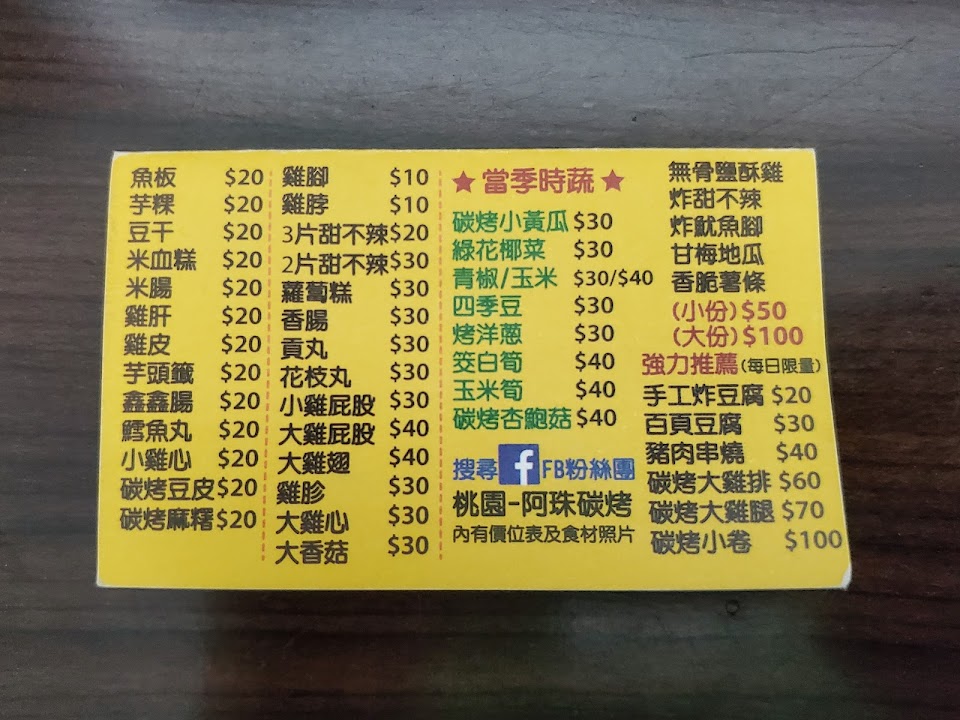 魚板 $20
芋粿 $20
豆干 $20
米血糕 $20
米腸 $20
雞肝 $20
雞皮 $20
芋頭籤 $20
鑫鑫腸 $20
鱈魚丸 $20
小雞心 $20
碳烤豆皮 $20
碳烤麻糬 $20
雞腳 $10
雞脖 $10
3片甜不辣 $20
2片甜不辣 $30
蘿蔔糕 $30
香腸 $30
貢丸 $30
花枝丸 $30
小雞屁股 $30
大雞屁股 $40
大雞翅 $40
雞胗 $30
大雞心 $30
大香菇 $30
★ 當季時蔬 ★
碳烤小黃瓜 $30
綠花椰菜 $30
青椒/玉米 $30/$40
四季豆 $30
烤洋蔥 $30
筊白筍 $40
玉米筍 $40
碳烤杏鮑菇 $40
搜尋 f FB粉絲團
桃園-阿珠碳烤
內有價位表及食材照片
無骨鹽酥雞
炸甜不辣
炸魷魚腳
甘梅地瓜
香脆薯條
(小份) $50
(大份) $100
強力推薦 (每日限量)
手工炸豆腐 $20
百頁豆腐 $30
豬肉串燒 $40
碳烤大雞排 $60
碳烤大雞腿 $70
碳烤小卷 $100